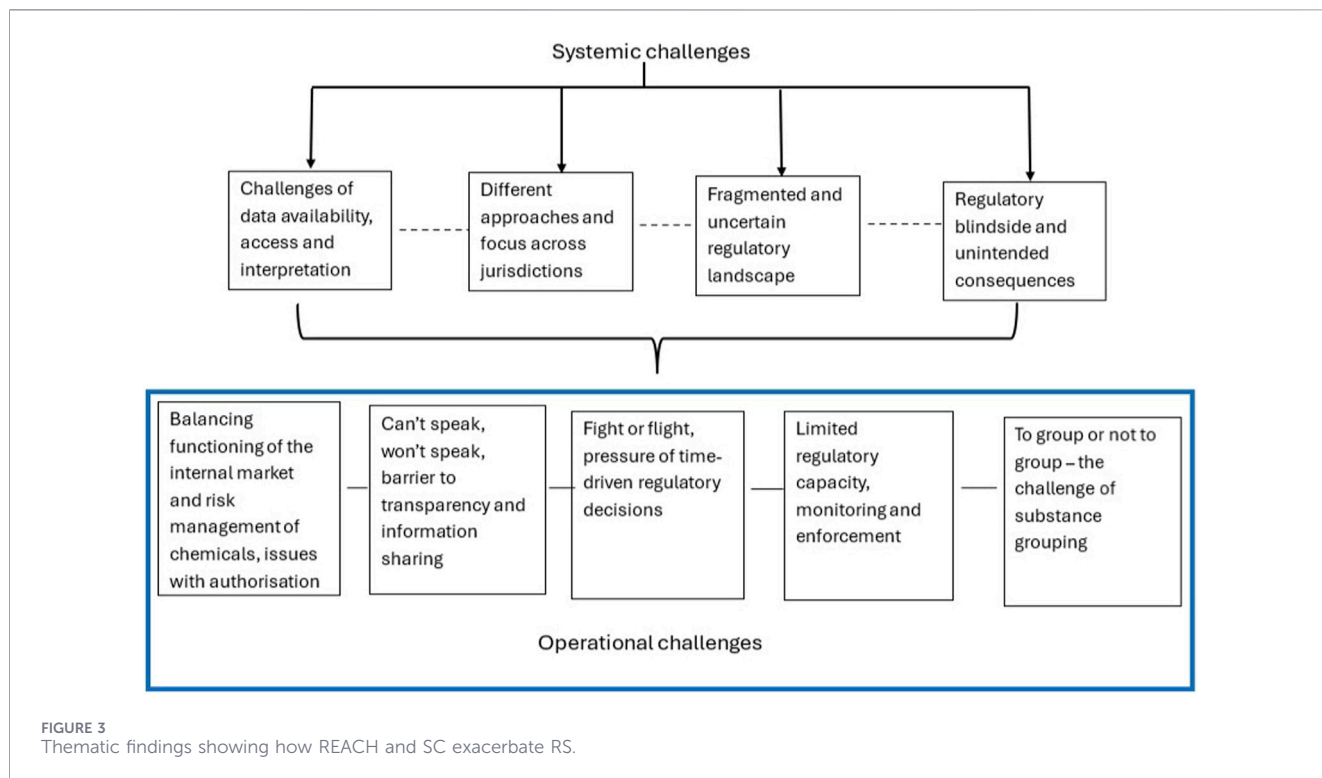 Systemic challenges
Challenges of
data availability,
access and
interpretation
Different
approaches and
focus across
jurisdictions
Fragmented and
uncertain
regulatory
landscape
Regulatory
blindside and
unintended
consequences
Balancing
functioning of the
internal market
and risk
management of
chemicals, issues
with authorisation
Can't speak,
won't speak,
barrier to
transparency and
information
sharing
Fight or flight,
pressure of time-
driven regulatory
decisions
Limited
regulatory
capacity,
monitoring and
enforcement
To group or not to
group – the
challenge of
substance
grouping
Operational challenges
FIGURE 3
Thematic findings showing how REACH and SC exacerbate RS.